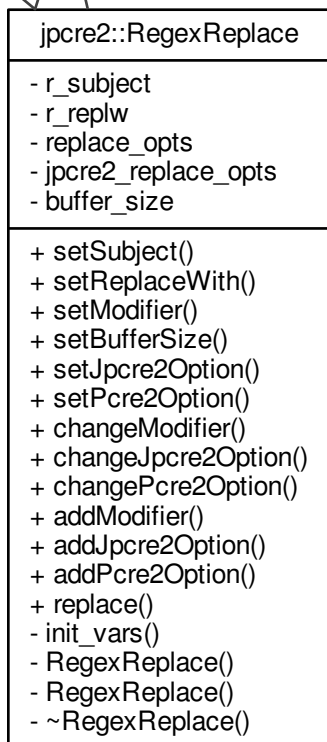 jpcre2::RegexReplace
- r_subject
- r_replw
- replace_opts
- jpcre2_replace_opts
- buffer_size
+ setSubject()
+ setReplaceWith()
+ setModifier()
+ setBufferSize()
+ setJpcre2Option()
+ setPcre2Option()
+ changeModifier()
+ changeJpcre2Option()
+ changePcre2Option()
+ addModifier()
+ addJpcre2Option()
+ addPcre2Option()
+ replace()
- init_vars()
- RegexReplace()
- RegexReplace()
- ~RegexReplace()